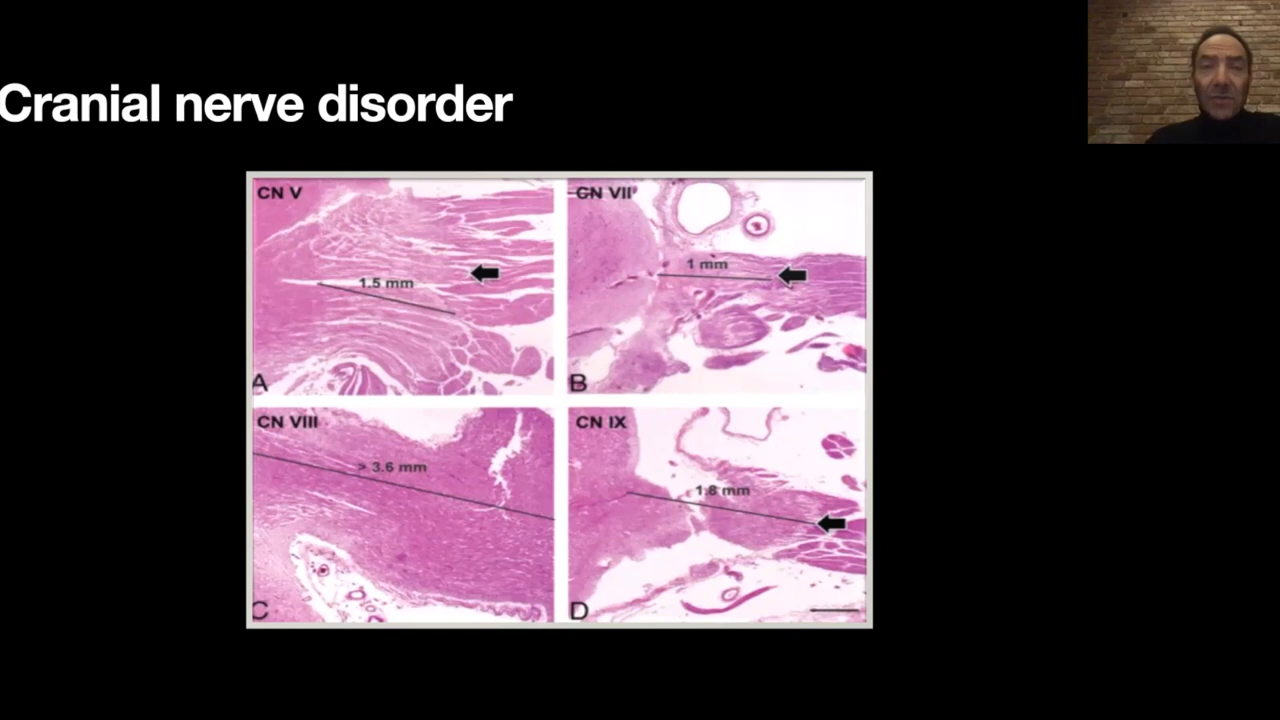 Cranial nerve disorder
CN V
1.5 mm
A
CN VII
1 mm
B
CN VIII
> 3.6 mm
C
CN IX
1.8 mm
D